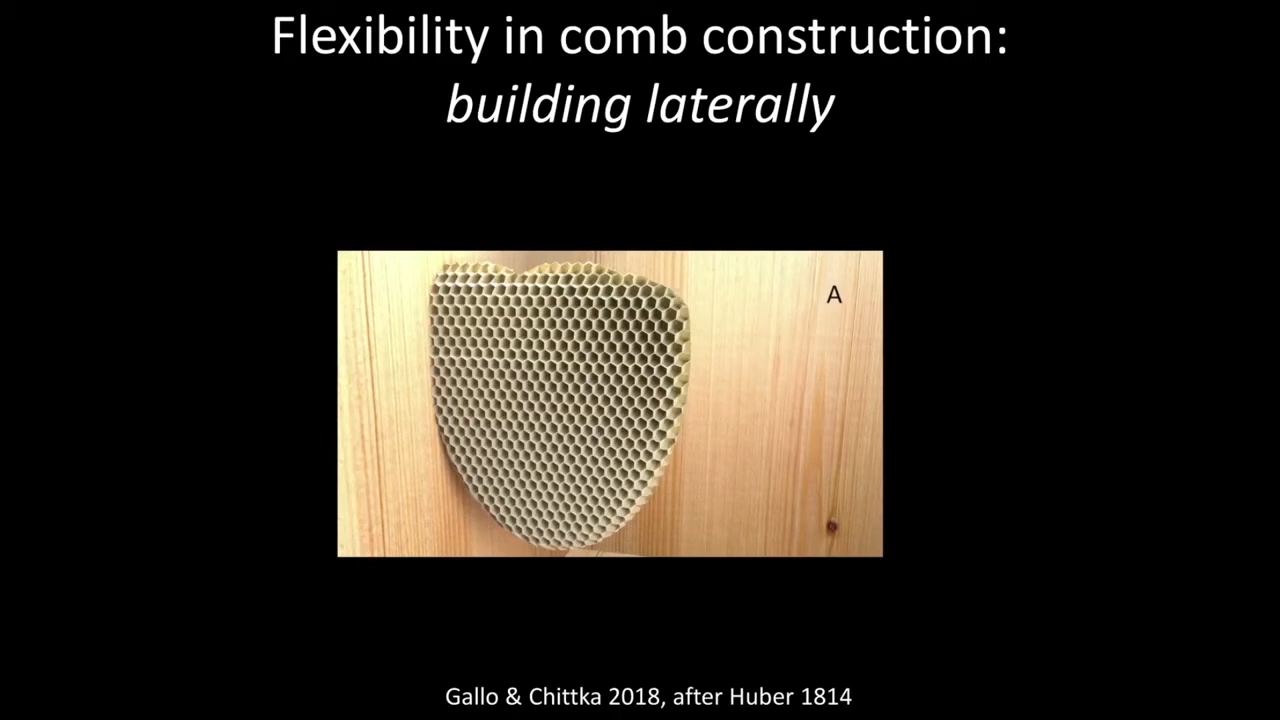 Flexibility in comb construction:
building laterally
A
Gallo & Chittka 2018, after Huber 1814